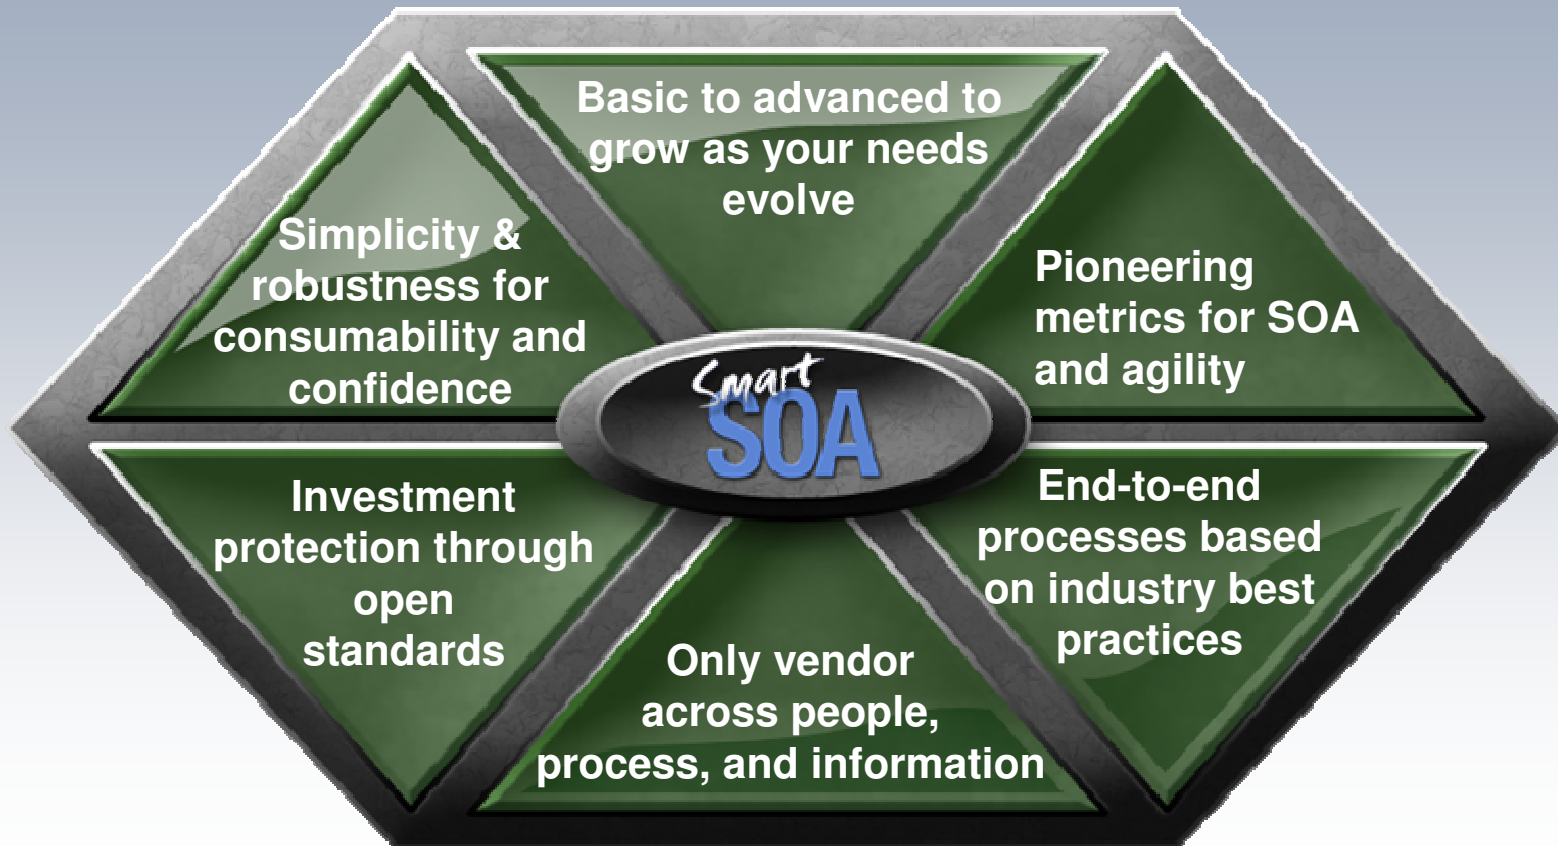 Basic to advanced to
grow as your needs
evolve
Simplicity &
robustness for
consumability and
confidence
Pioneering
metrics for SOA
and agility
Smart
SOA
Investment
protection through
open
standards
End-to-end
processes based
on industry best
practices
Only vendor
across people,
process, and information